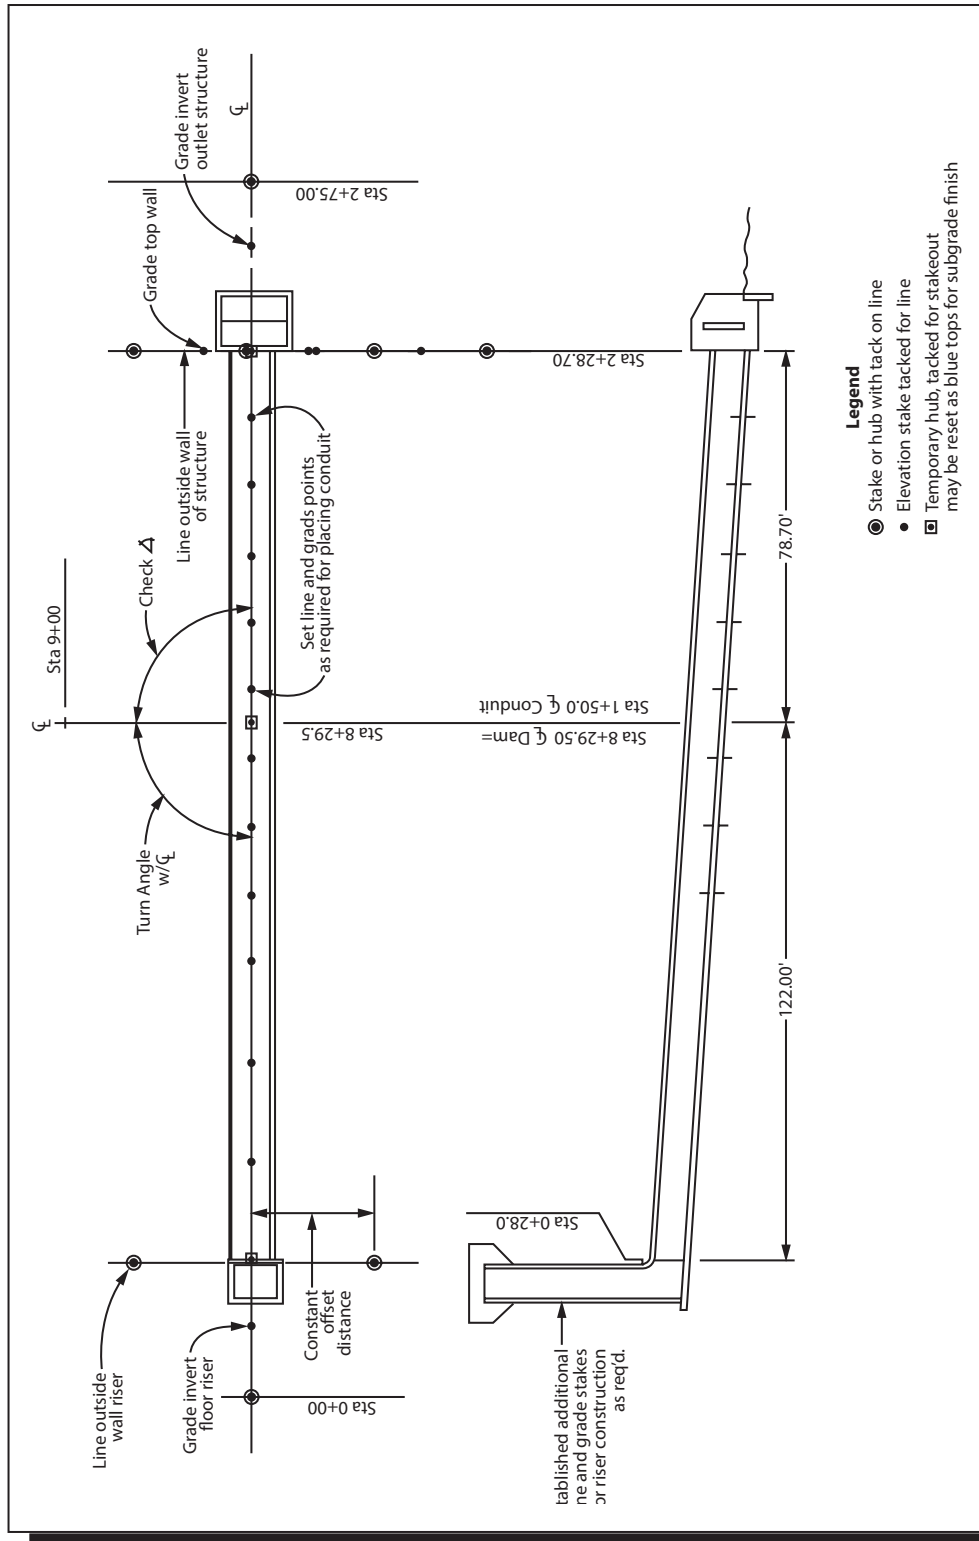 Sta 9+00
℄
Check ∡
Turn Angle
w/℄
Line outside wall
of structure
Grade top wall
Grade invert
outlet structure
℄
Sta 2+75.00
Line outside
wall riser
Grade invert
floor riser
Sta 0+00
Constant
offset
distance
Set line and grads points
as required for placing conduit
Sta 8+29.5
Sta 8+29.50 ℄ Dam=
Sta 1+50.0 ℄ Conduit
Sta 2+28.70
Sta 0+28.0
tablished additional
ne and grade stakes
or riser construction
as req'd.
122.00'
78.70'
Legend
Stake or hub with tack on line
Elevation stake tacked for line
Temporary hub, tacked for stakeout
may be reset as blue tops for subgrade finish